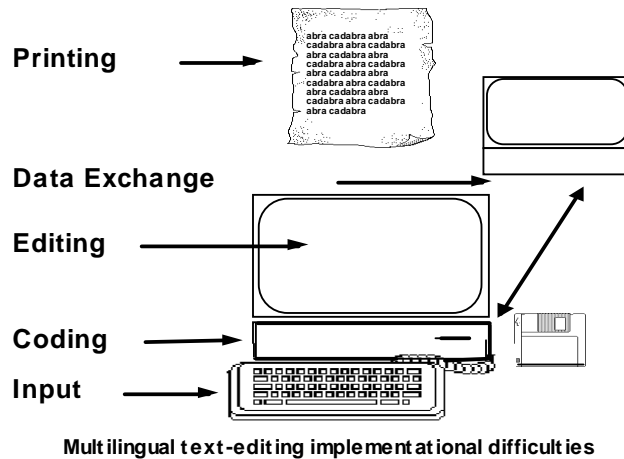 Printing
abra cadabra abra
cadabra abra cadabra
abra cadabra abra
cadabra abra cadabra
abra cadabra abra
cadabra abra cadabra
abra cadabra abra
cadabra abra cadabra
abra cadabra
Data Exchange
Editing
Coding
Input
Multilingual text-editing implementational difficulties